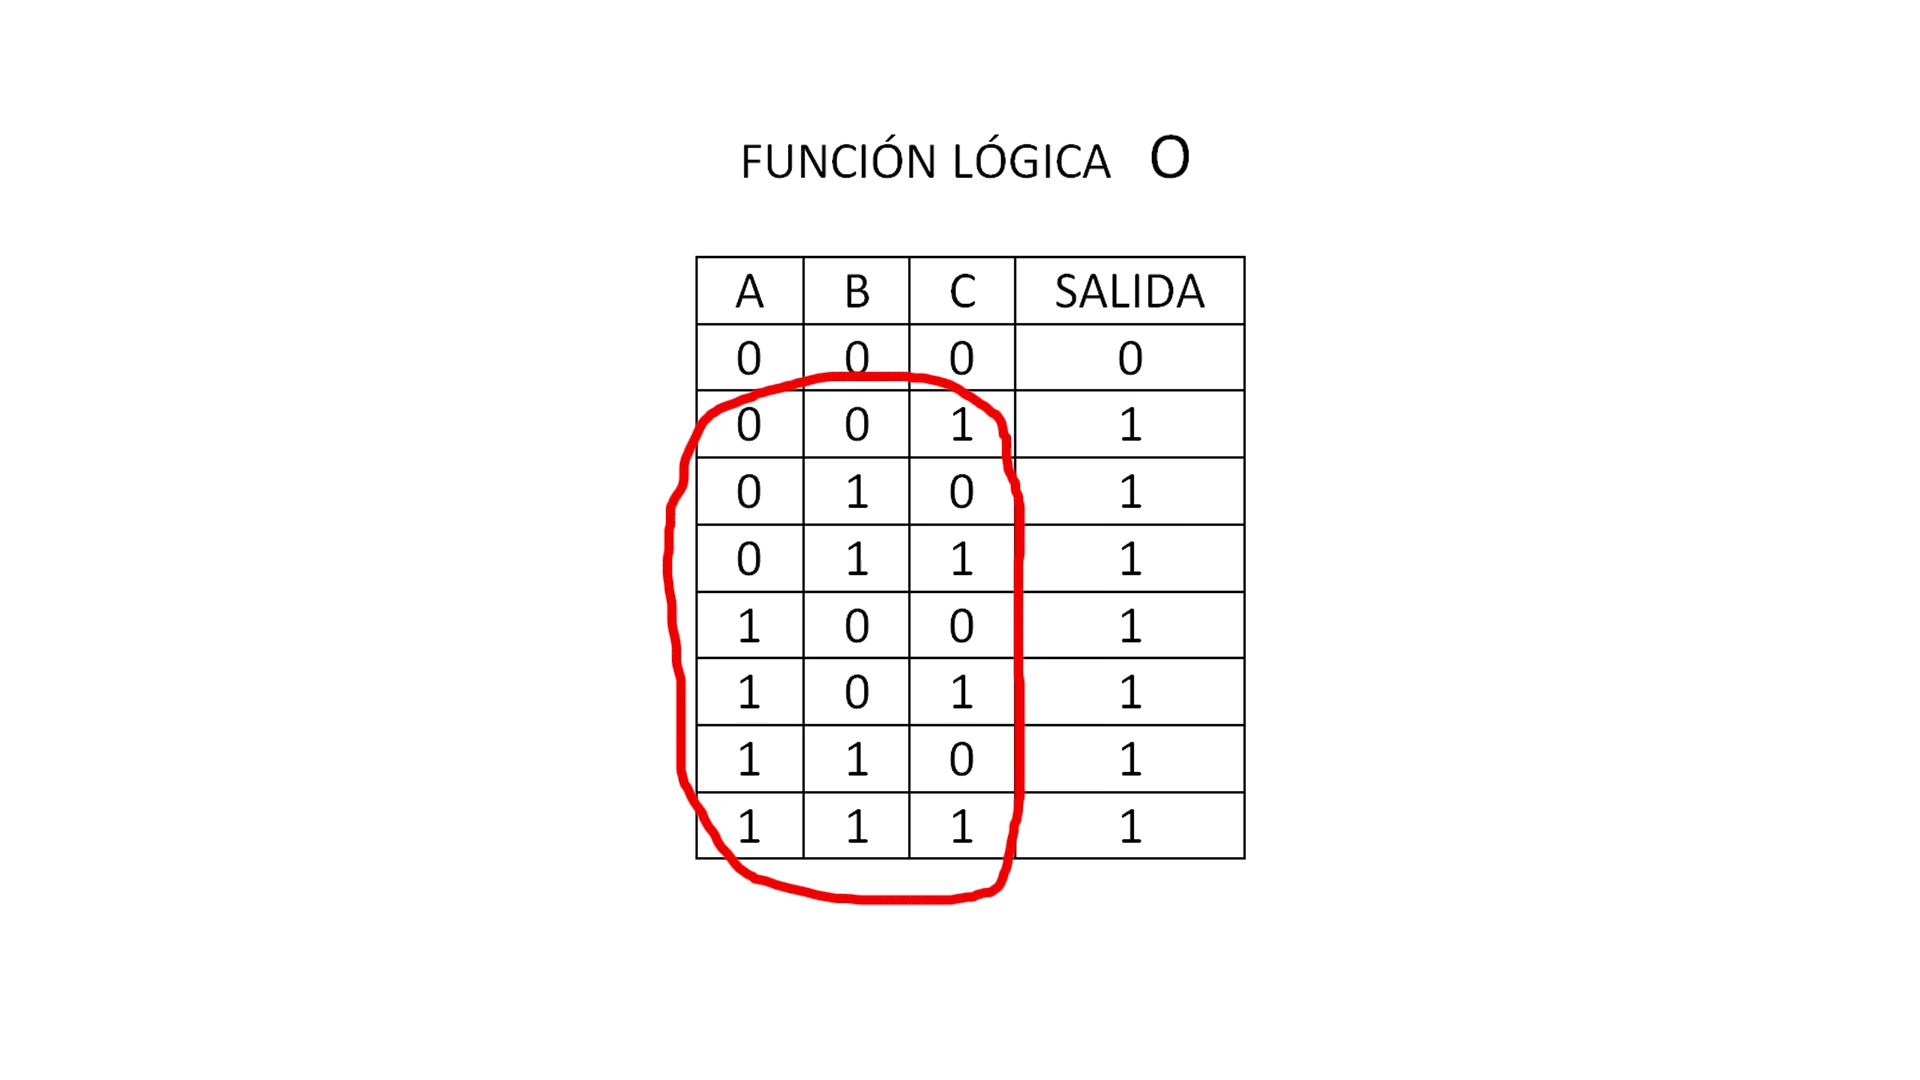 FUNCIÓN LÓGICA O
A B C SALIDA
0 0 0 0
0 0 1 1
0 1 0 1
0 1 1 1
1 0 0 1
1 0 1 1
1 1 0 1
1 1 1 1